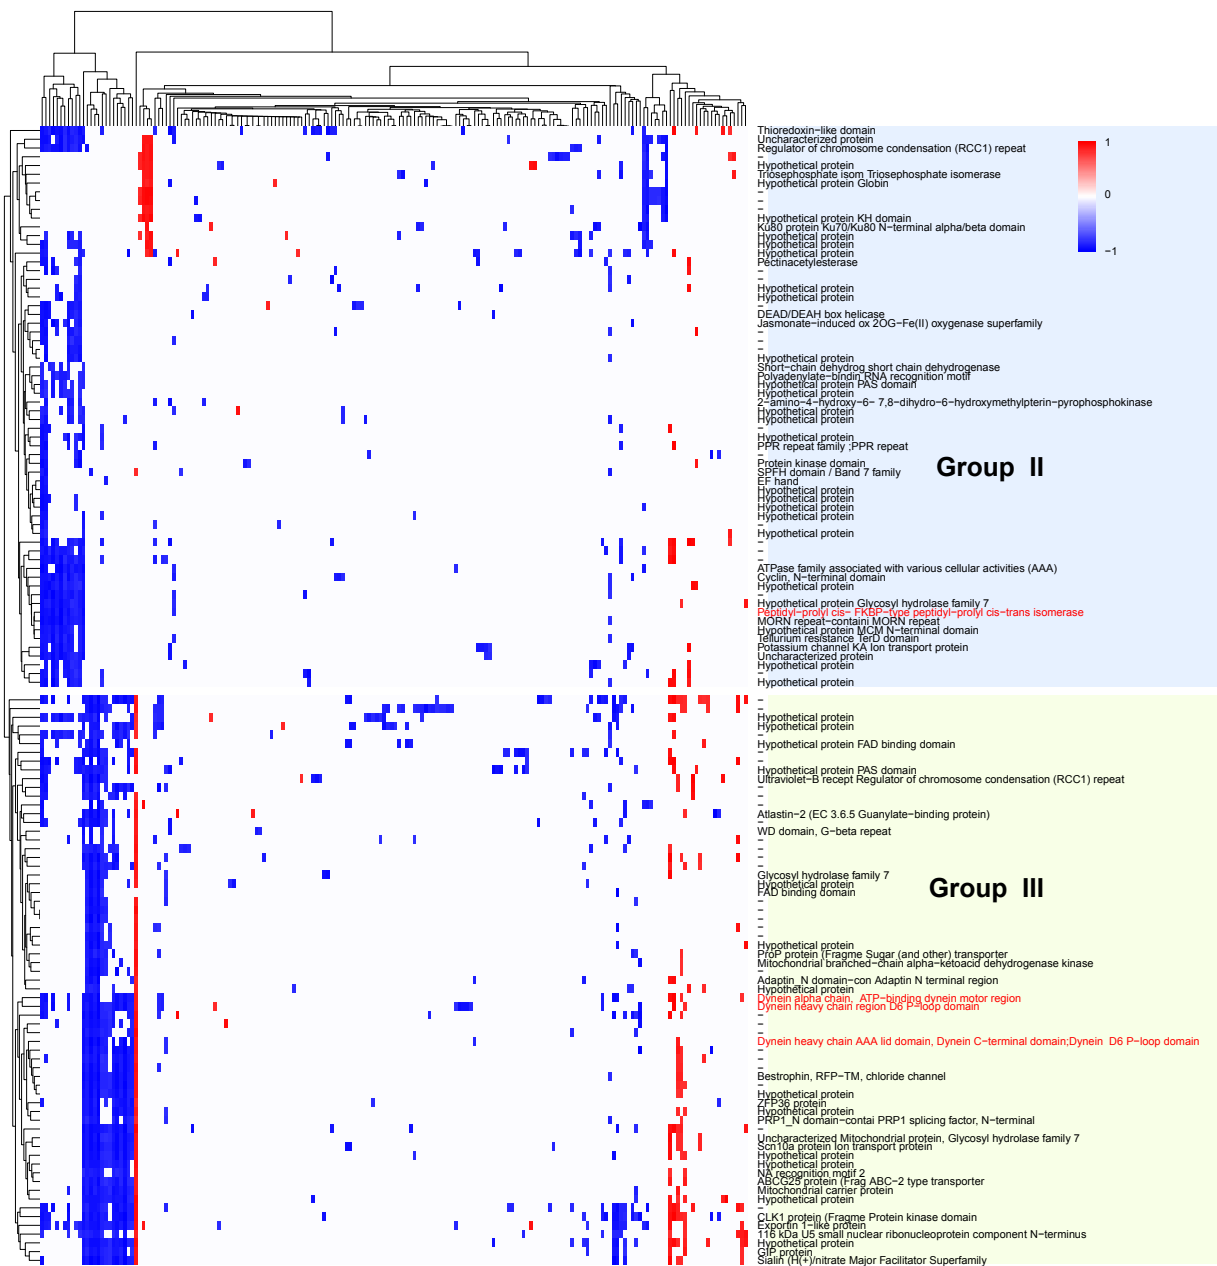 Thioredoxin−like domain
Uncharacterized protein
Regulator of chromosome condensation (RCC1) repeat
−
Hypothetical protein
Triosephosphate isom Triosephosphate isomerase
Hypothetical protein Globin
−
−
−
Hypothetical protein KH domain
Ku80 protein Ku70/Ku80 N−terminal alpha/beta domain
Hypothetical protein
Hypothetical protein
Hypothetical protein
Pectinacetylesterase
−
−
Hypothetical protein
Hypothetical protein
−
DEAD/DEAH box helicase
Jasmonate−induced ox 2OG−Fe(II) oxygenase superfamily
−
−
−
Hypothetical protein
Short−chain dehydrog short chain dehydrogenase
Polyadenylate−bindin RNA recognition motif
Hypothetical protein PAS domain
Hypothetical protein
2−amino−4−hydroxy−6− 7,8−dihydro−6−hydroxymethylpterin−pyrophosphokinase
Hypothetical protein
Hypothetical protein
−
Hypothetical protein
PPR repeat family ;PPR repeat
−
Protein kinase domain
SPFH domain / Band 7 family
EF hand
Hypothetical protein
Hypothetical protein
Hypothetical protein
Hypothetical protein
−
Hypothetical protein
−
−
−
ATPase family associated with various cellular activities (AAA)
Cyclin, N−terminal domain
Hypothetical protein
−
Hypothetical protein Glycosyl hydrolase family 7
Peptidyl−prolyl cis− FKBP−type peptidyl−prolyl cis−trans isomerase
MORN repeat−containi MORN repeat
Hypothetical protein MCM N−terminal domain
Tellurium resistance TerD domain
Potassium channel KA Ion transport protein
Uncharacterized protein
Hypothetical protein
−
Hypothetical protein
1
0
−1
Group II
−
−
Hypothetical protein
Hypothetical protein
−
Hypothetical protein FAD binding domain
−
−
Hypothetical protein PAS domain
Ultraviolet−B recept Regulator of chromosome condensation (RCC1) repeat
−
−
−
Atlastin−2 (EC 3.6.5 Guanylate−binding protein)
−
WD domain, G−beta repeat
−
−
−
−
Glycosyl hydrolase family 7
Hypothetical protein
FAD binding domain
−
−
−
−
−
Hypothetical protein
ProP protein (Fragme Sugar (and other) transporter
Mitochondrial branched−chain alpha−ketoacid dehydrogenase kinase
−
Adaptin_N domain−con Adaptin N terminal region
Hypothetical protein
Dynein alpha chain, ATP−binding dynein motor region
Dynein heavy chain region D6 P−loop domain
−
−
−
Dynein heavy chain AAA lid domain, Dynein C−terminal domain;Dynein D6 P−loop domain
−
−
−
Bestrophin, RFP−TM, chloride channel
−
Hypothetical protein
ZFP36 protein
Hypothetical protein
PRP1_N domain−contai PRP1 splicing factor, N−terminal
−
Uncharacterized Mitochondrial protein, Glycosyl hydrolase family 7
Scn10a protein Ion transport protein
Hypothetical protein
Hypothetical protein
NA recognition motif 2
ABCG25 protein (Frag ABC−2 type transporter
Mitochondrial carrier protein
Hypothetical protein
−
CLK1 protein (Fragme Protein kinase domain
Exportin 1−like protein
116 kDa U5 small nuclear ribonucleoprotein component N−terminus
Hypothetical protein
GIP protein
Sialin (H(+)/nitrate Major Facilitator Superfamily
Group III